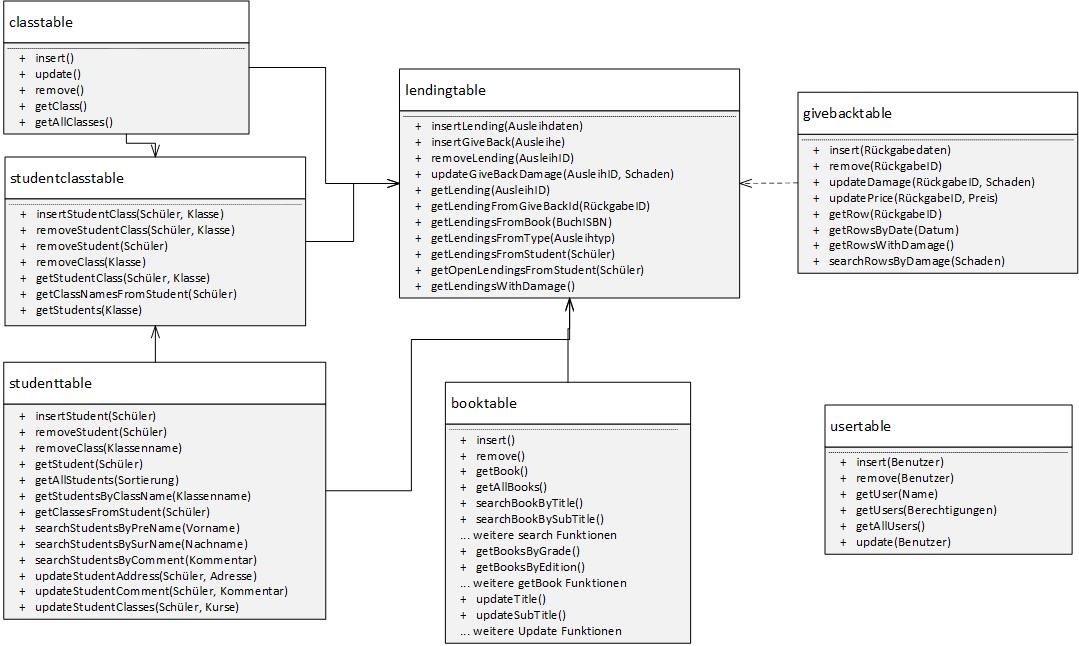 classtable
+ insert()
+ update()
+ remove()
+ getClass()
+ getAllClasses()
studentclasstable
+ insertStudentClass(Schüler, Klasse)
+ removeStudentClass(Schüler, Klasse)
+ removeStudent(Schüler)
+ removeClass(Klasse)
+ getStudentClass(Schüler, Klasse)
+ getClassNamesFromStudent(Schüler)
+ getStudents(Klasse)
studenttable
+ insertStudent(Schüler)
+ removeStudent(Schüler)
+ removeClass(Klassenname)
+ getStudent(Schüler)
+ getAllStudents(Sortierung)
+ getStudentsByClassName(Klassenname)
+ getClassesFromStudent(Schüler)
+ searchStudentsByPreName(Vorname)
+ searchStudentsBySurName(Nachname)
+ searchStudentsByComment(Kommentar)
+ updateStudentAddress(Schüler, Adresse)
+ updateStudentComment(Schüler, Kommentar)
+ updateStudentClasses(Schüler, Kurse)
lendingtable
+ insertLending(Ausleihdaten)
+ insertGiveBack(Ausleihe)
+ removeLending(AusleihID)
+ updateGiveBackDamage(AusleihID, Schaden)
+ getLending(AusleihID)
+ getLendingFromGiveBackId(RückgabeID)
+ getLendingsFromBook(BuchISBN)
+ getLendingsFromType(Ausleihtyp)
+ getLendingsFromStudent(Schüler)
+ getOpenLendingsFromStudent(Schüler)
+ getLendingsWithDamage()
booktable
+ insert()
+ remove()
+ getBook()
+ getAllBooks()
+ searchBookByTitle()
+ searchBookBySubTitle()
... weitere search Funktionen
+ getBooksByGrade()
+ getBooksByEdition()
... weitere getBook Funktionen
+ updateTitle()
+ updateSubTitle()
... weitere Update Funktionen
givebacktable
+ insert(Rückgabedaten)
+ remove(RückgabeID)
+ updateDamage(RückgabeID, Schaden)
+ updatePrice(RückgabeID, Preis)
+ getRow(RückgabeID)
+ getRowsByDate(Datum)
+ getRowsWithDamage()
+ searchRowsByDamage(Schaden)
usertable
+ insert(Benutzer)
+ remove(Benutzer)
+ getUser(Name)
+ getUsers(Berechtigungen)
+ getAllUsers()
+ update(Benutzer)